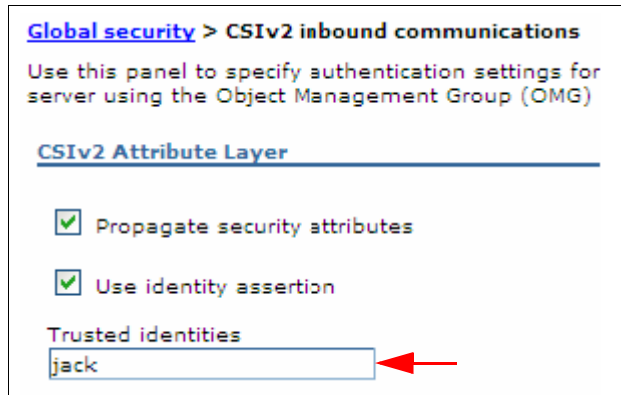 Global security > CSIv2 inbound communications
Use this panel to specify authentication settings for
server using the Object Management Group (OMG)
CSIv2 Attribute Layer
Propagate security attributes
Use identity assertion
Trusted identities
jack